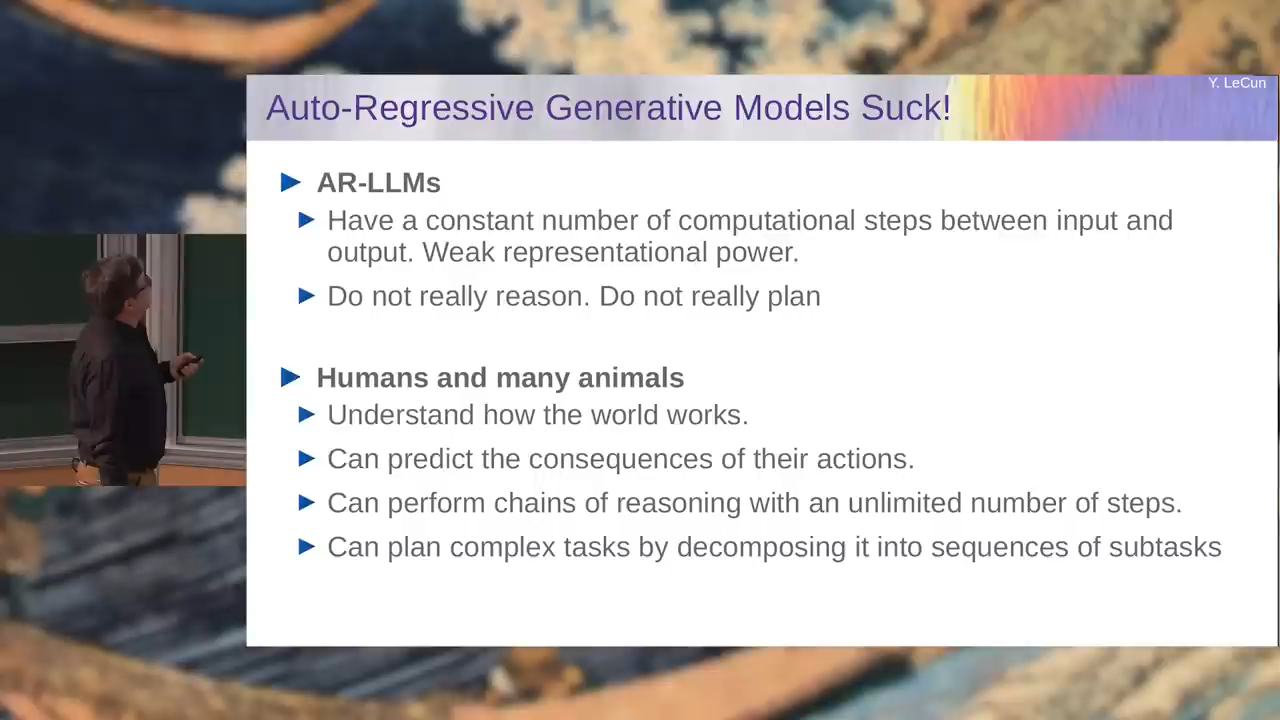 Y. LeCun
Auto-Regressive Generative Models Suck!
AR-LLMs
Have a constant number of computational steps between input and
output. Weak representational power.
Do not really reason. Do not really plan
Humans and many animals
Understand how the world works.
Can predict the consequences of their actions.
Can perform chains of reasoning with an unlimited number of steps.
Can plan complex tasks by decomposing it into sequences of subtasks